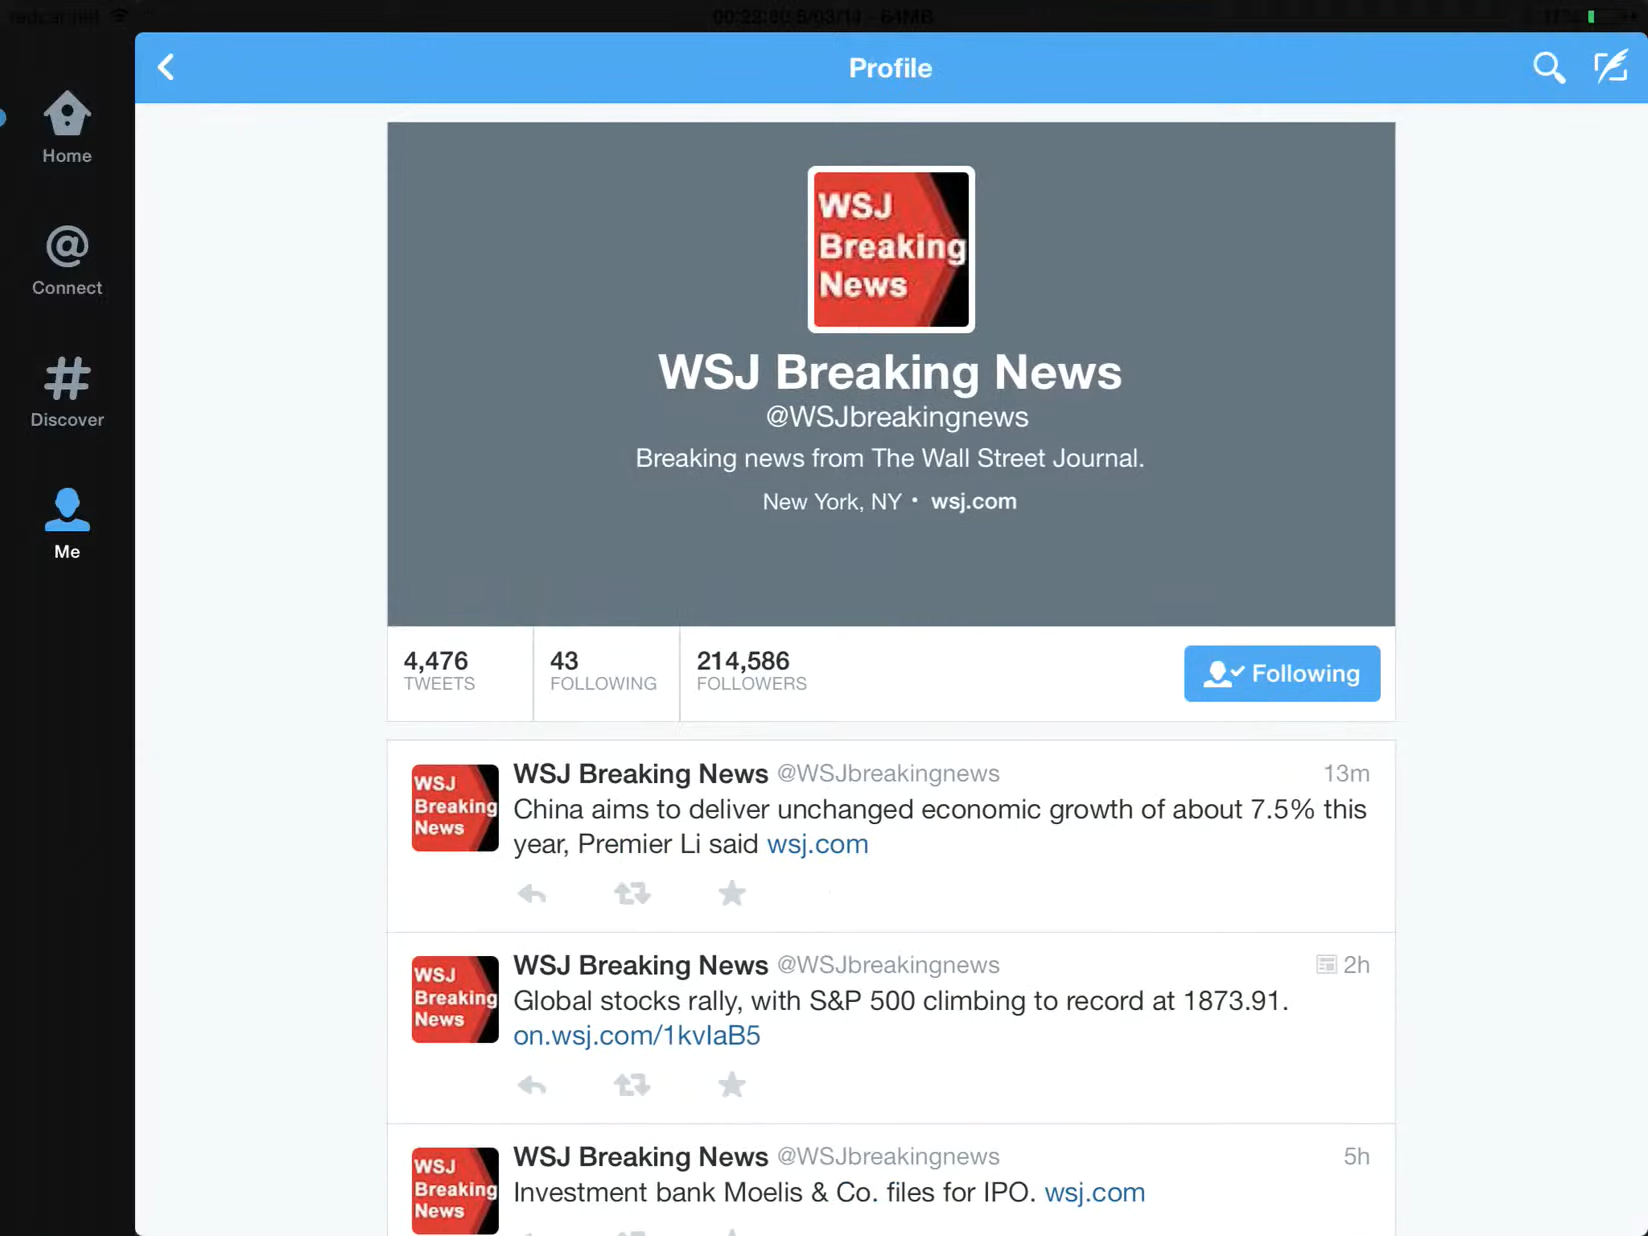 Profile
Home
Connect
Discover
Me
WSJ
Breaking
News
WSJ Breaking News
@WSJbreakingnews
Breaking news from The Wall Street Journal.
New York, NY • wsj.com
4,476
TWEETS
43
FOLLOWING
214,586
FOLLOWERS
Following
WSJ
Breaking
News
WSJ Breaking News @WSJbreakingnews 13m
China aims to deliver unchanged economic growth of about 7.5% this
year, Premier Li said wsj.com
WSJ
Breaking
News
WSJ Breaking News @WSJbreakingnews 2h
Global stocks rally, with S&P 500 climbing to record at 1873.91.
on.wsj.com/1kvIaB5
WSJ
Breaking
News
WSJ Breaking News @WSJbreakingnews 5h
Investment bank Moelis & Co. files for IPO. wsj.com